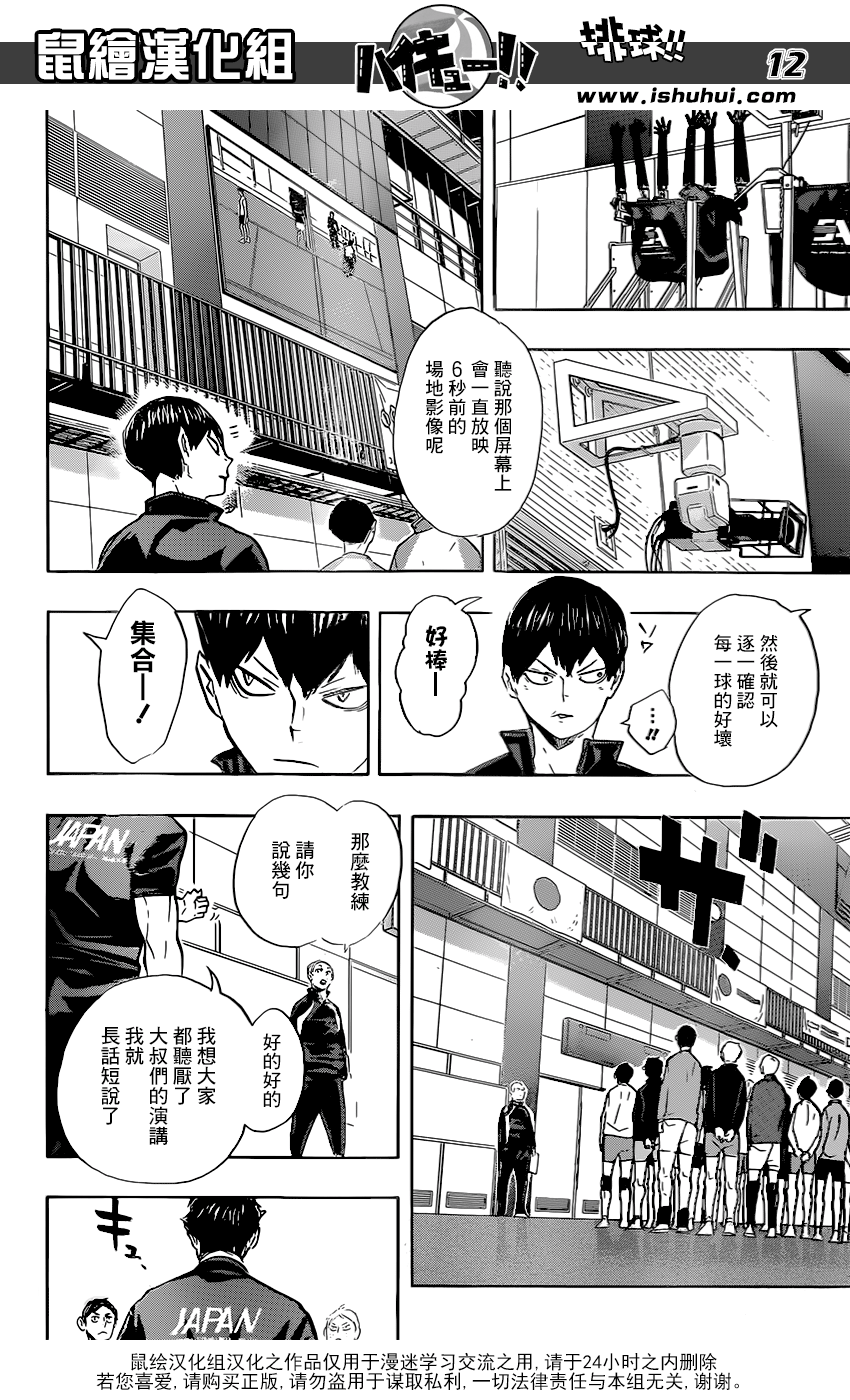 鼠繪漢化組
ハイキュー!!
排球!!
12
www.ishuhui.com
聽說那個屏幕上
會一直放映
6秒前的
場地影像呢
然後就可以
逐一確認
每一球的好壞
…!!
好棒ー
集合ー!
ザッ
那麼教練
請你
說幾句
JAPAN
好的好的
我想大家
都聽厭了
大叔們的演講
我就
長話短說了
キュ
JAPAN
鼠绘汉化组汉化之作品仅用于漫迷学习交流之用,请于24小时之内删除
若您喜爱,请购买正版,请勿盗用于谋取私利,一切法律责任与本组无关,谢谢。